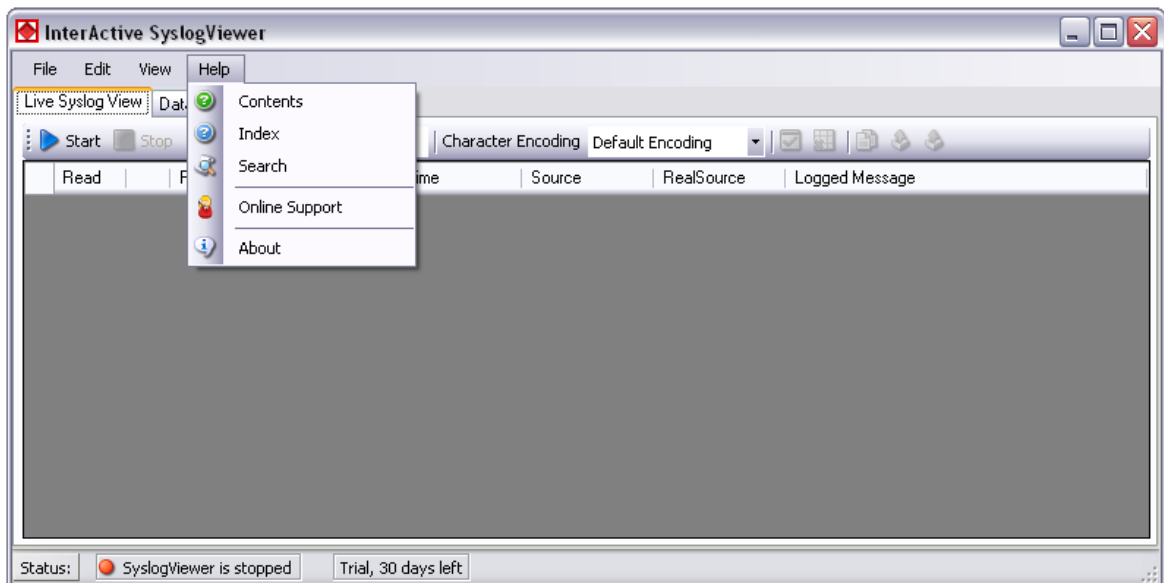 InterActive SyslogViewer
File Edit View Help
Live Syslog View Data
Contents
Index
Search
Online Support
About
Start Stop Character Encoding Default Encoding
Read Source RealSource Logged Message
Status: SyslogViewer is stopped Trial, 30 days left